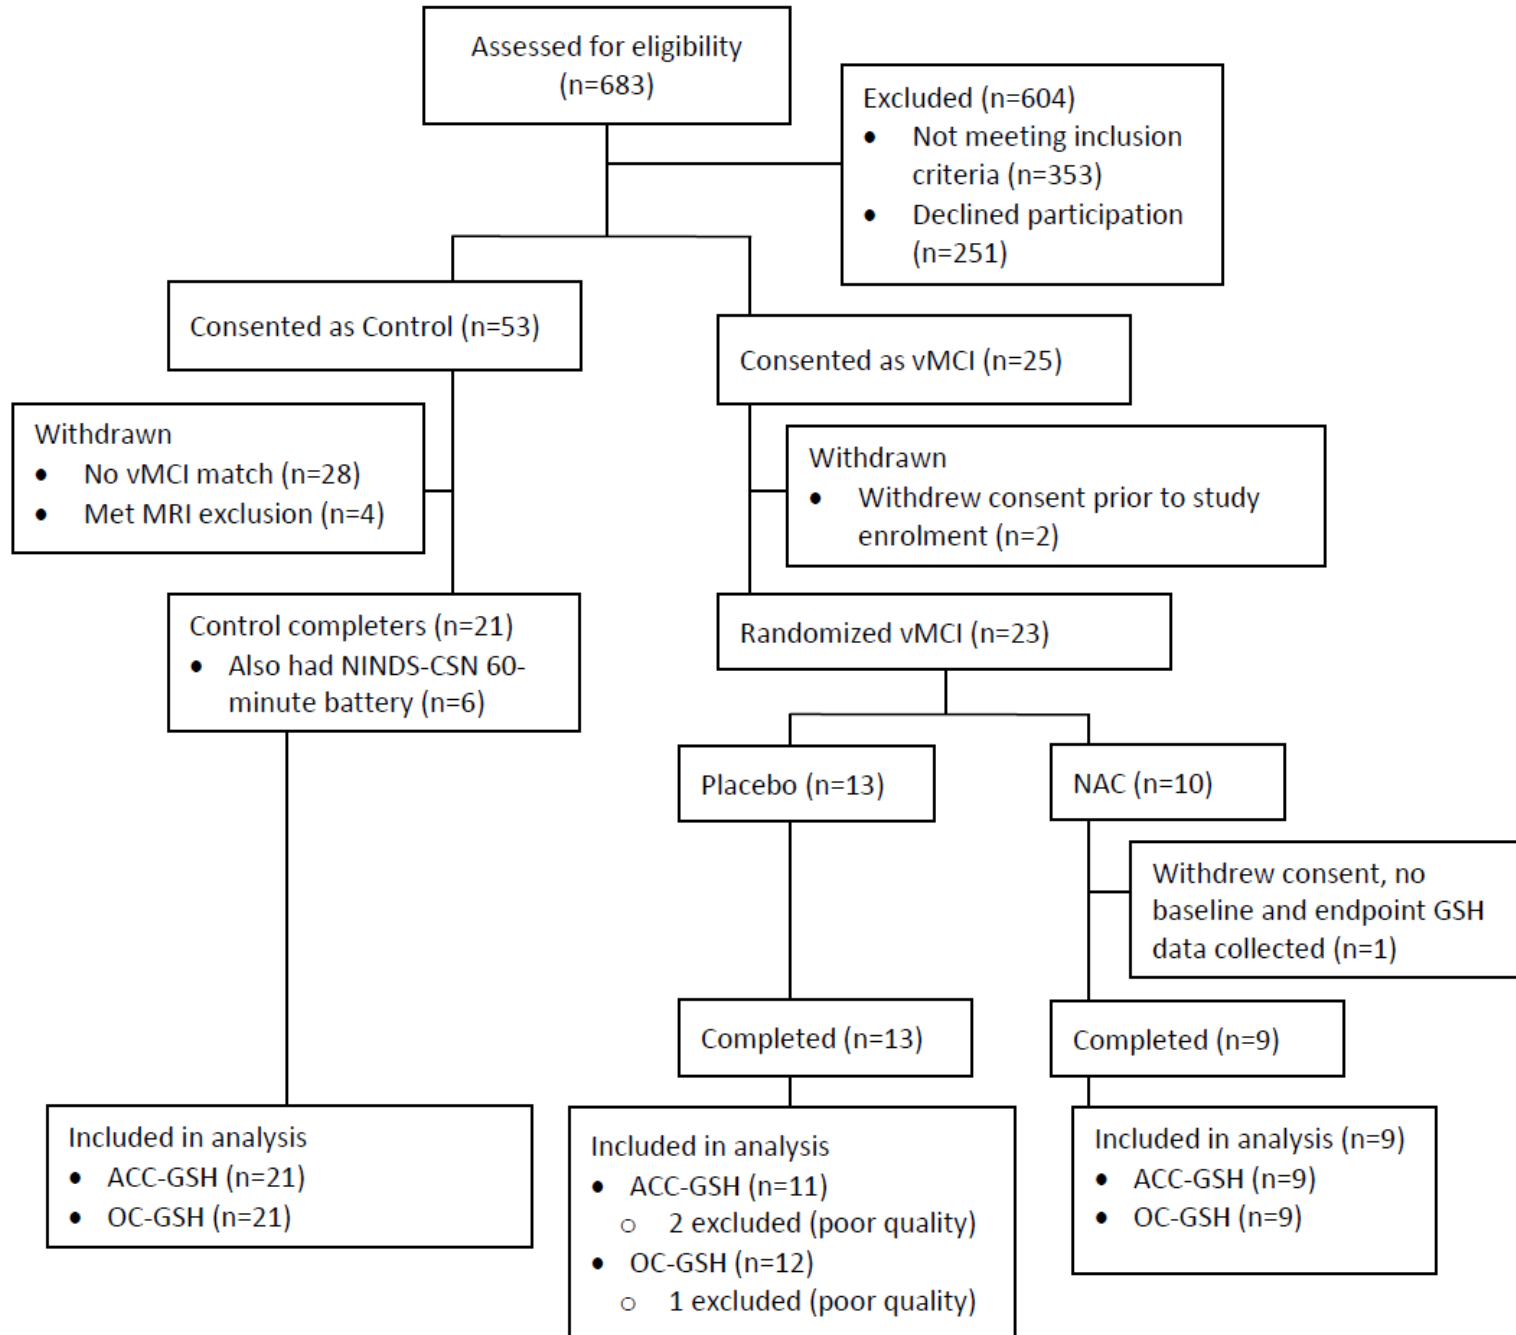 Assessed for eligibility
(n=683)
Excluded (n=604)
• Not meeting inclusion
criteria (n=353)
• Declined participation
(n=251)
Consented as Control (n=53)
Consented as vMCI (n=25)
Withdrawn
• No vMCI match (n=28)
• Met MRI exclusion (n=4)
Withdrawn
• Withdrew consent prior to study
enrolment (n=2)
Control completers (n=21)
• Also had NINDS-CSN 60-
minute battery (n=6)
Randomized vMCI (n=23)
Placebo (n=13)
NAC (n=10)
Withdrew consent, no
baseline and endpoint GSH
data collected (n=1)
Completed (n=13)
Completed (n=9)
Included in analysis
• ACC-GSH (n=21)
• OC-GSH (n=21)
Included in analysis
• ACC-GSH (n=11)
o 2 excluded (poor quality)
• OC-GSH (n=12)
o 1 excluded (poor quality)
Included in analysis (n=9)
• ACC-GSH (n=9)
• OC-GSH (n=9)